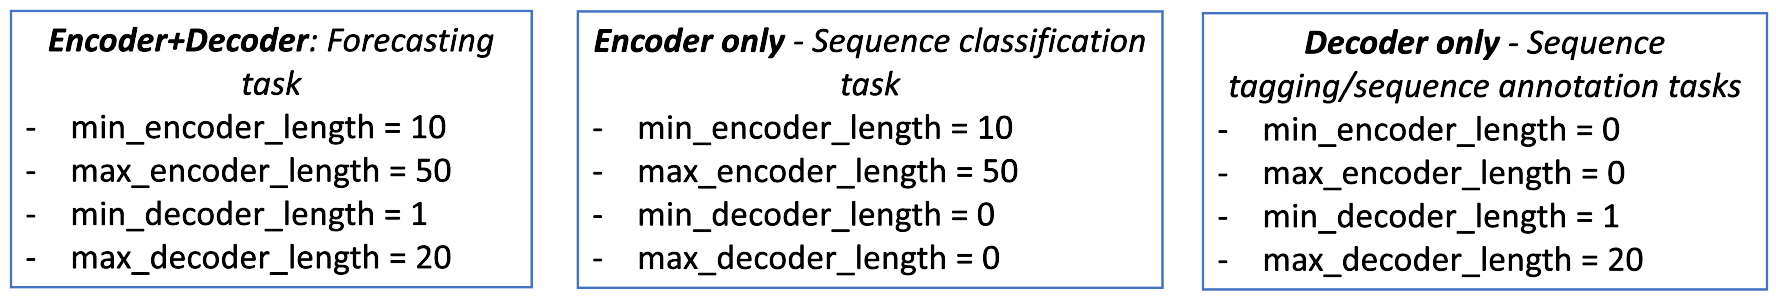 Encoder+Decoder: Forecasting
task
- min_encoder_length = 10
- max_encoder_length = 50
- min_decoder_length = 1
- max_decoder_length = 20
Encoder only - Sequence classification
task
- min_encoder_length = 10
- max_encoder_length = 50
- min_decoder_length = 0
- max_decoder_length = 0
Decoder only - Sequence
tagging/sequence annotation tasks
- min_encoder_length = 0
- max_encoder_length = 0
- min_decoder_length = 1
- max_decoder_length = 20